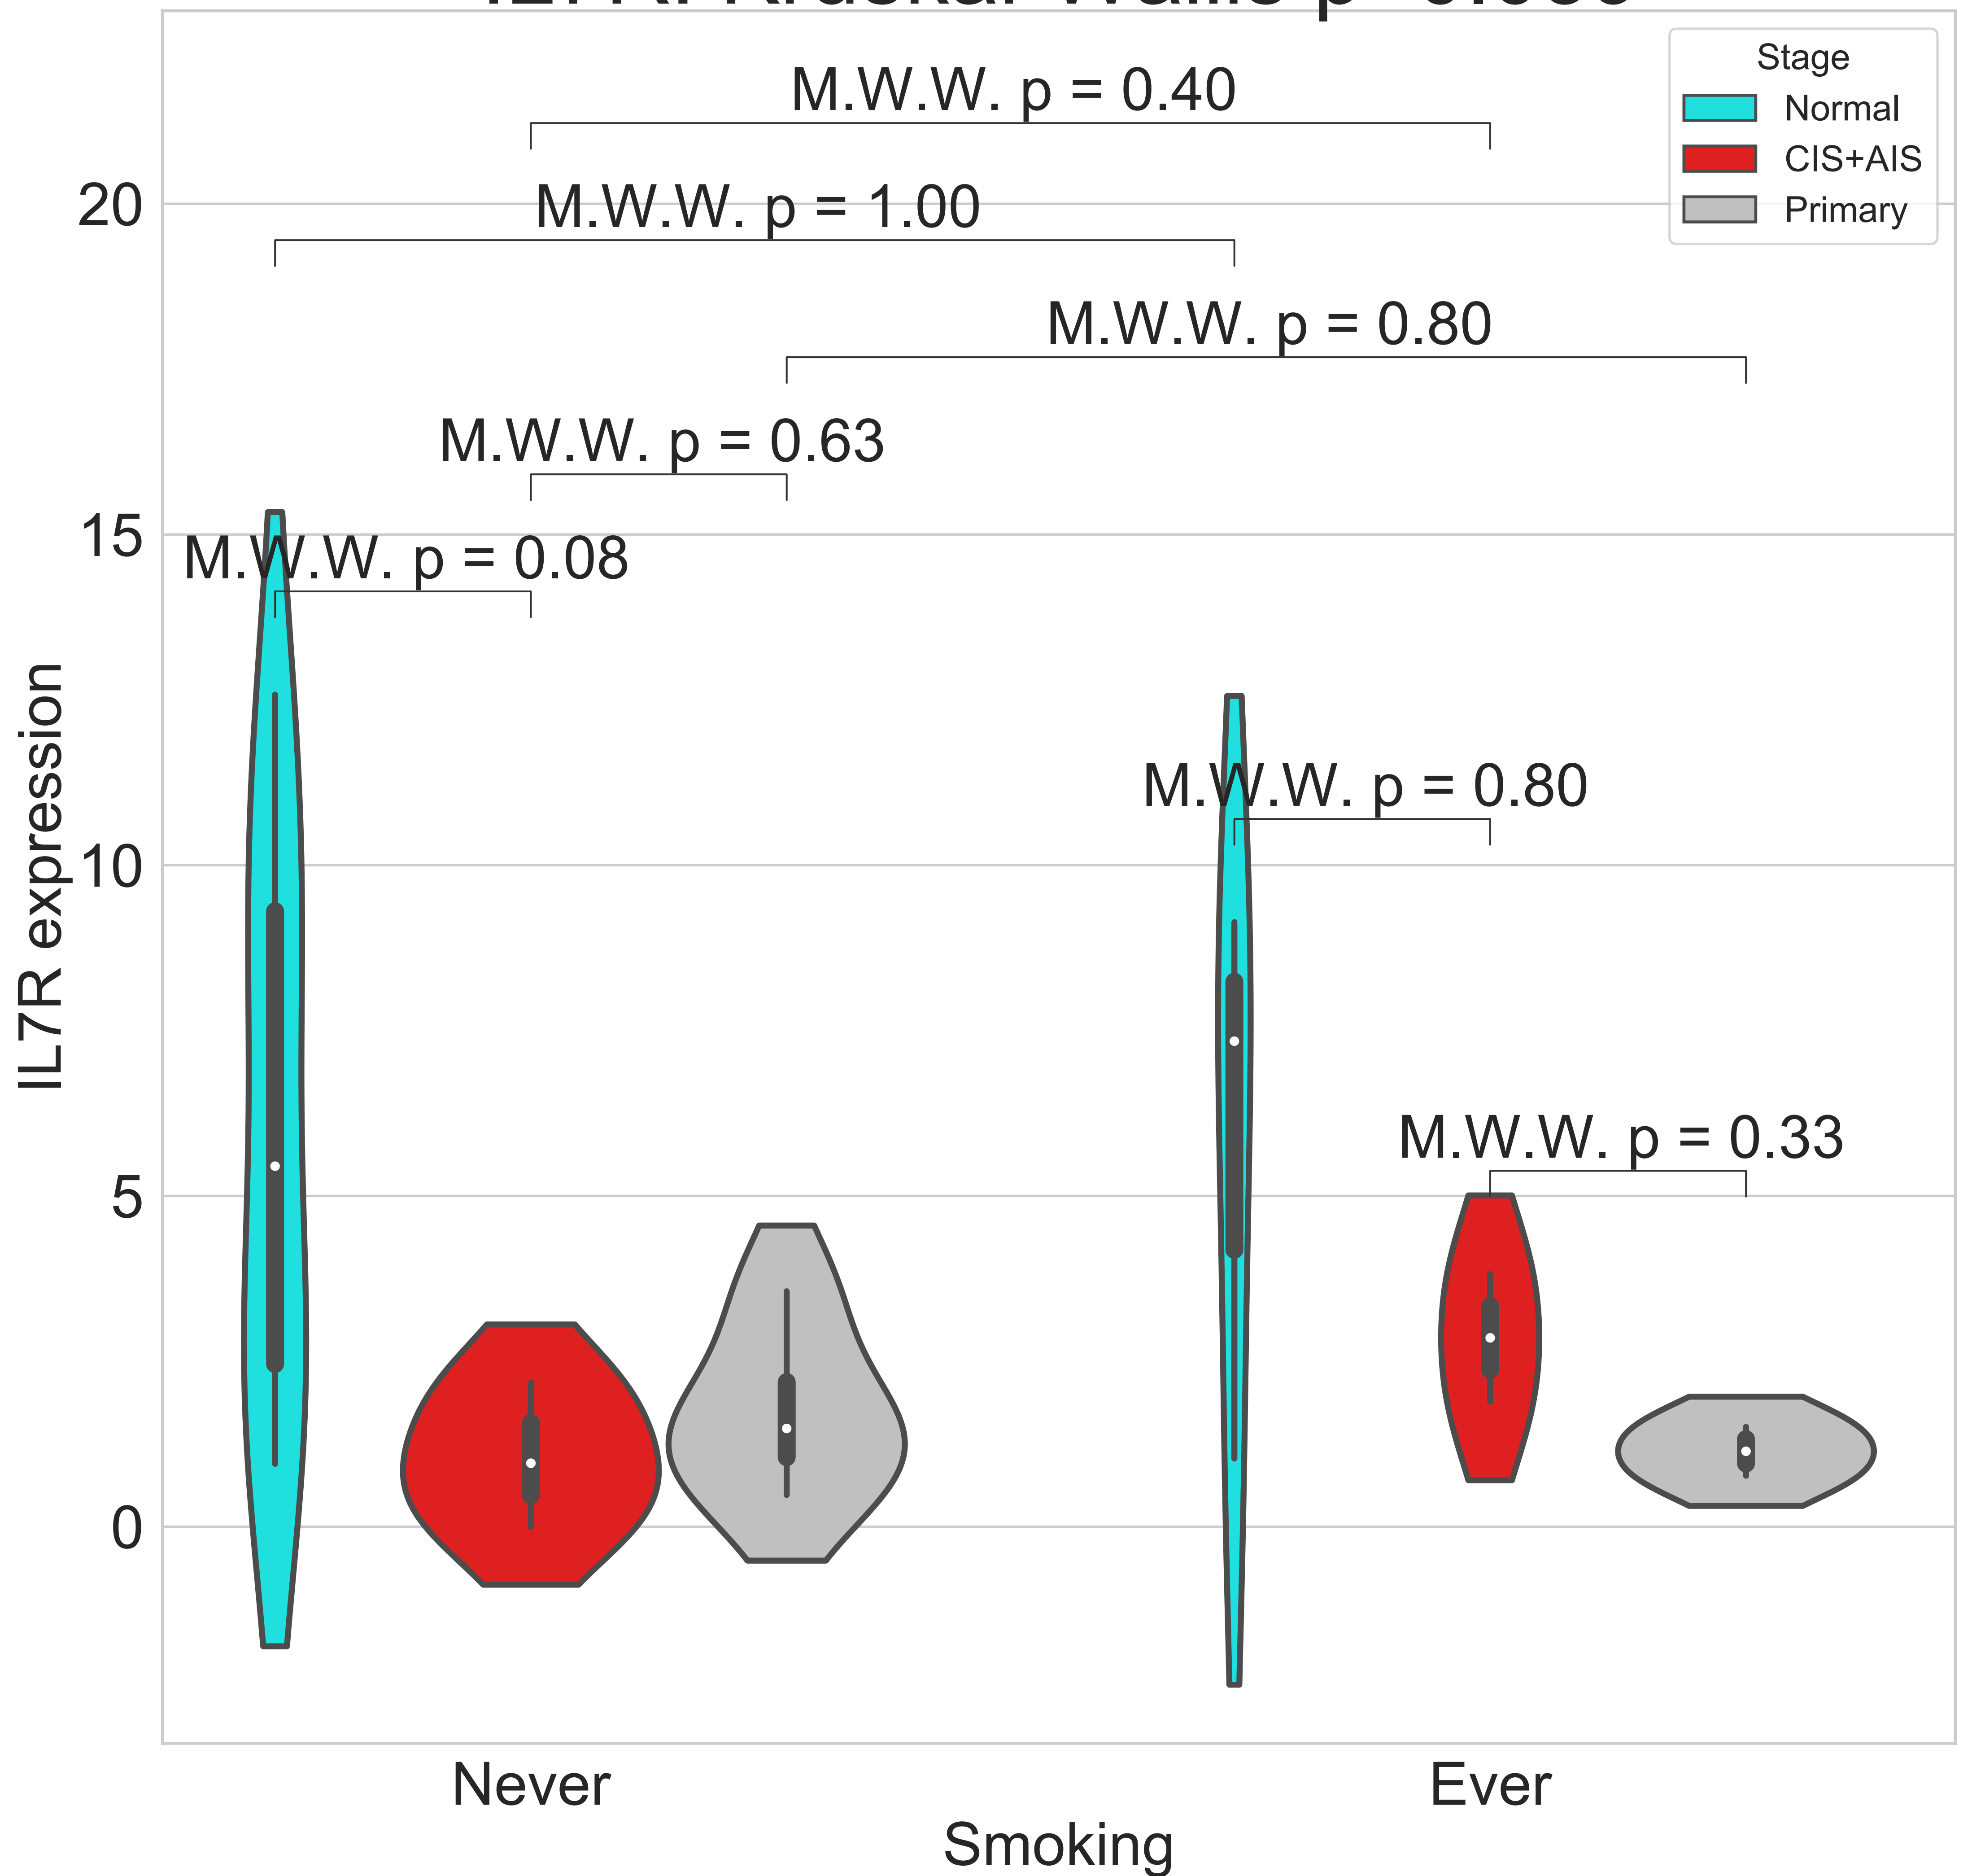 Stage
Normal
CIS+AIS
Primary
M.W.W. p = 0.40
M.W.W. p = 1.00
M.W.W. p = 0.80
M.W.W. p = 0.63
M.W.W. p = 0.08
M.W.W. p = 0.80
M.W.W. p = 0.33
20
15
10
5
0
IL7R expression
Never
Ever
Smoking